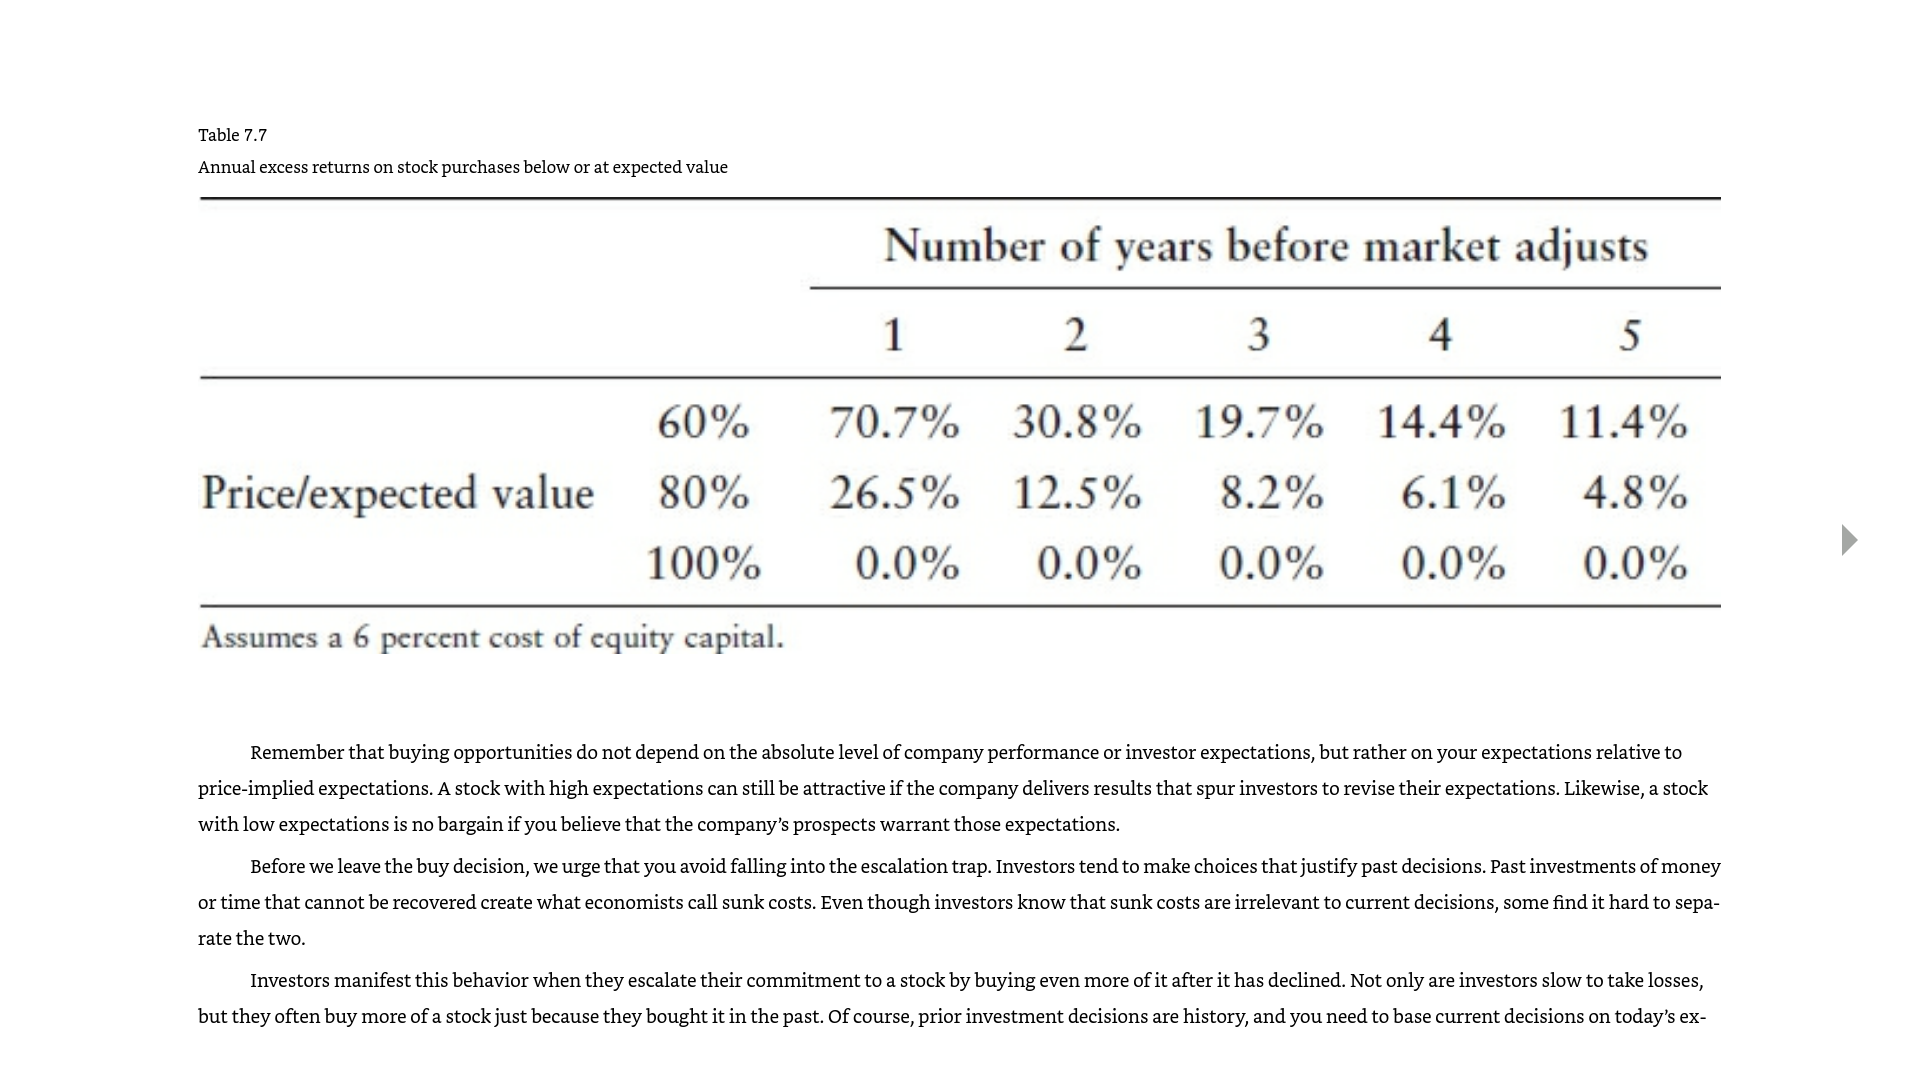 Table 7.7
Annual excess returns on stock purchases below or at expected value
Number of years before market adjusts
1 2 3 4 5
60% 70.7% 30.8% 19.7% 14.4% 11.4%
Price/expected value 80% 26.5% 12.5% 8.2% 6.1% 4.8%
100% 0.0% 0.0% 0.0% 0.0% 0.0%
Assumes a 6 percent cost of equity capital.
Remember that buying opportunities do not depend on the absolute level of company performance or investor expectations, but rather on your expectations relative to
price-implied expectations. A stock with high expectations can still be attractive if the company delivers results that spur investors to revise their expectations. Likewise, a stock
with low expectations is no bargain if you believe that the company’s prospects warrant those expectations.
Before we leave the buy decision, we urge that you avoid falling into the escalation trap. Investors tend to make choices that justify past decisions. Past investments of money
or time that cannot be recovered create what economists call sunk costs. Even though investors know that sunk costs are irrelevant to current decisions, some find it hard to sepa-
rate the two.
Investors manifest this behavior when they escalate their commitment to a stock by buying even more of it after it has declined. Not only are investors slow to take losses,
but they often buy more of a stock just because they bought it in the past. Of course, prior investment decisions are history, and you need to base current decisions on today’s ex-